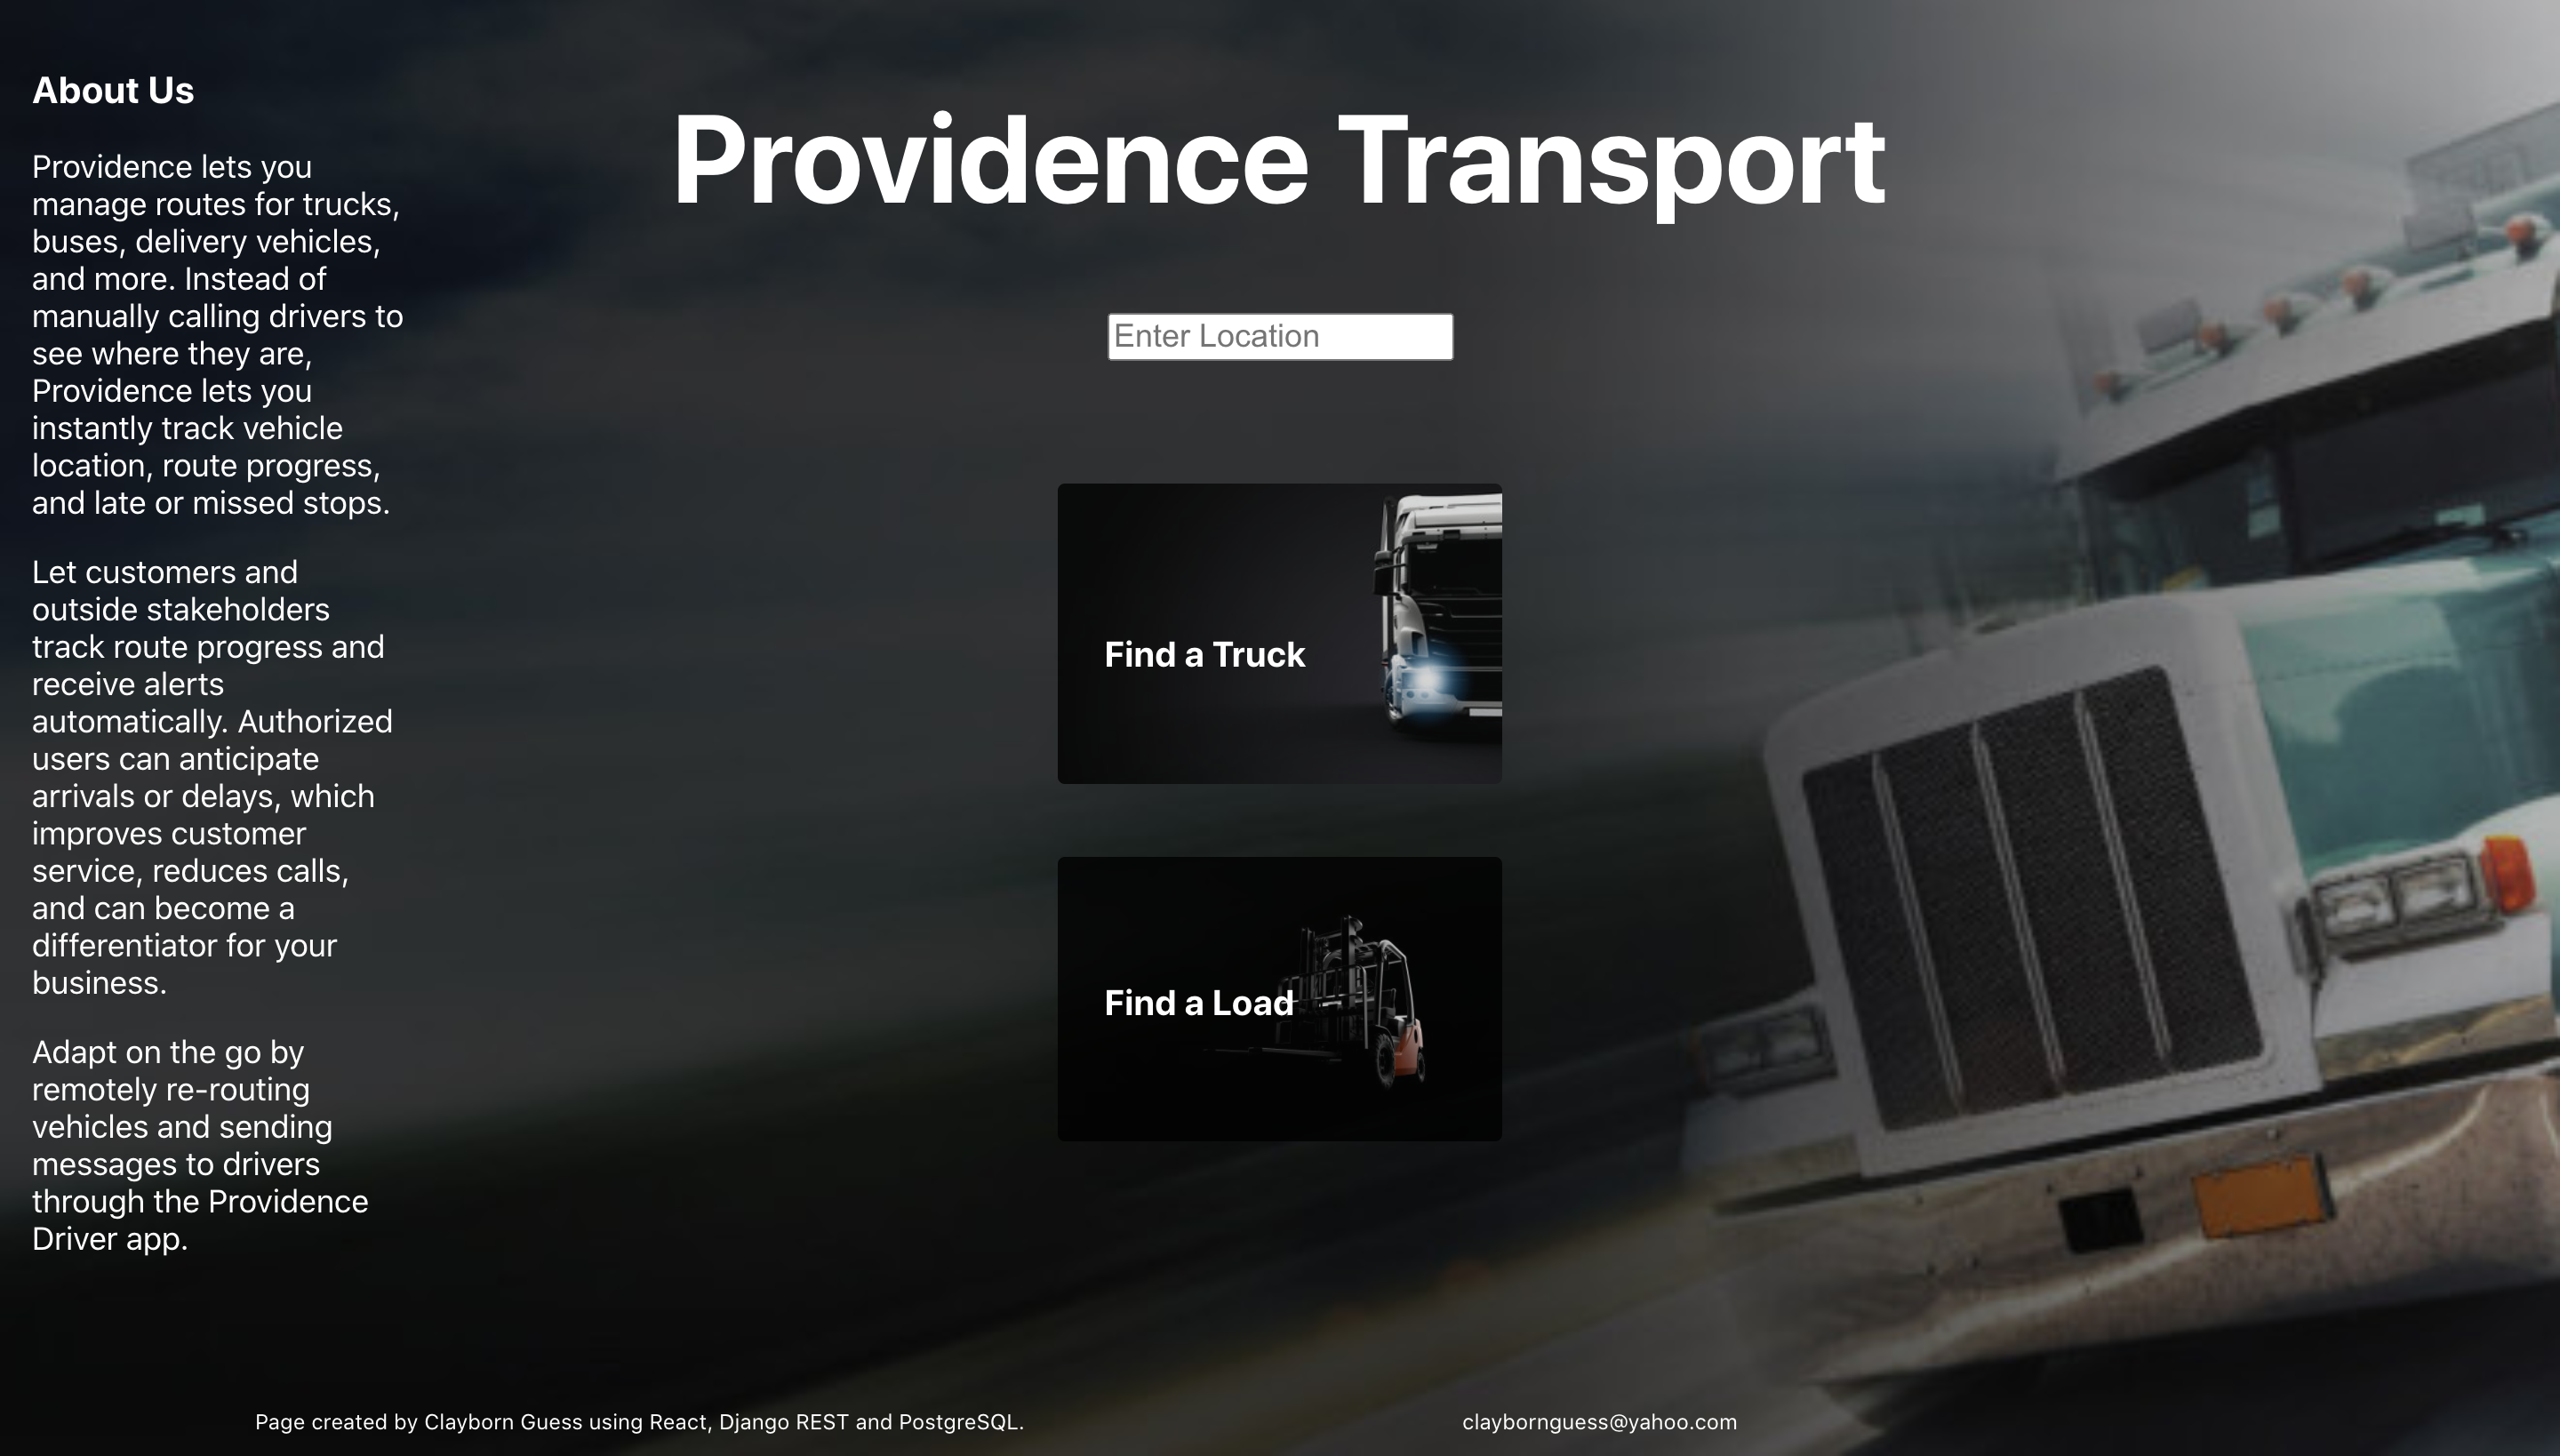 About Us
Providence lets you
manage routes for trucks,
buses, delivery vehicles,
and more. Instead of
manually calling drivers to
see where they are,
Providence lets you
instantly track vehicle
location, route progress,
and late or missed stops.
Let customers and
outside stakeholders
track route progress and
receive alerts
automatically. Authorized
users can anticipate
arrivals or delays, which
improves customer
service, reduces calls,
and can become a
differentiator for your
business.
Adapt on the go by
remotely re-routing
vehicles and sending
messages to drivers
through the Providence
Driver app.
Providence Transport
Enter Location
Find a Truck
Find a Load
Page created by Clayborn Guess using React, Django REST and PostgreSQL.
claybornguess@yahoo.com